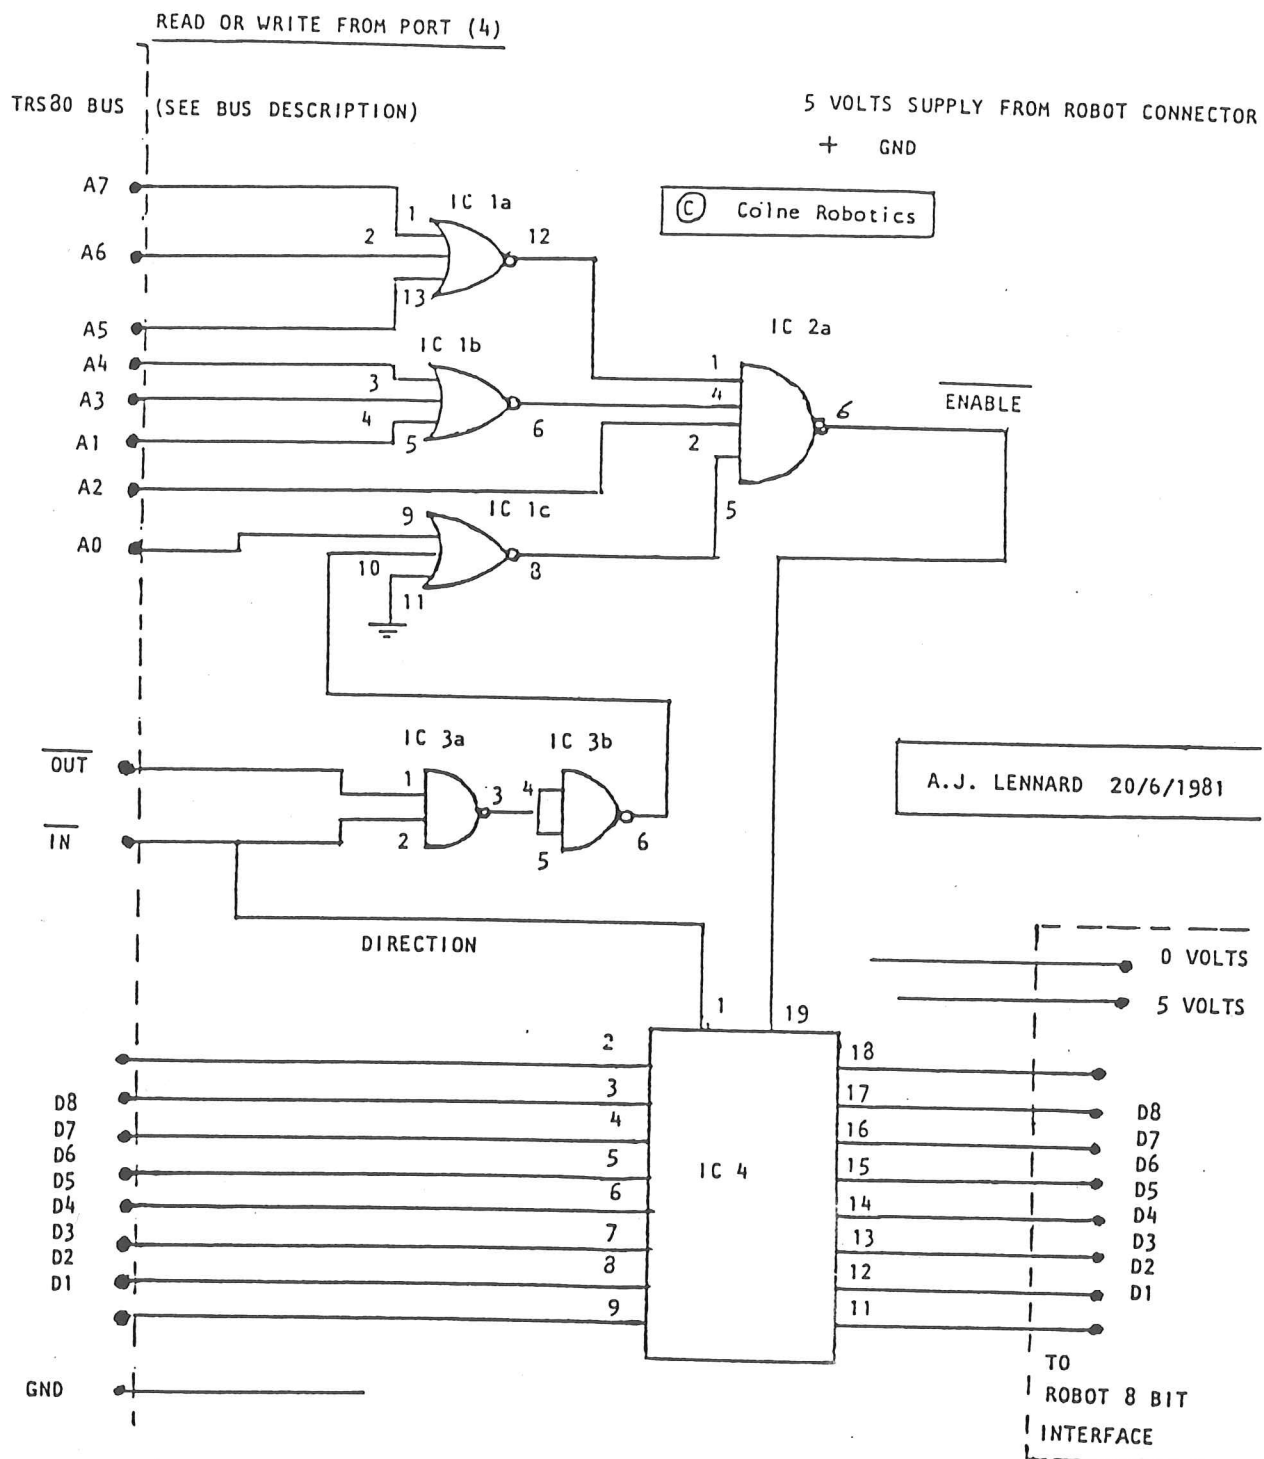 READ OR WRITE FROM PORT (4)
TRS80 BUS (SEE BUS DESCRIPTION)
5 VOLTS SUPPLY FROM ROBOT CONNECTOR
+ GND
© Colne Robotics
A7
A6
A5
A4
A3
A1
A2
A0
IC 1a
1
2
13
12
IC 1b
3
4
5
6
IC 1c
9
10
11
8
IC 2a
1
4
2
5
6
ENABLE
OUT
IN
IC 3a
1
2
3
IC 3b
4
5
6
A.J. LENNARD 20/6/1981
DIRECTION
0 VOLTS
5 VOLTS
1
19
2
3
4
5
6
7
8
9
IC 4
18
17
16
15
14
13
12
11
D8
D7
D6
D5
D4
D3
D2
D1
D8
D7
D6
D5
D4
D3
D2
D1
GND
TO
ROBOT 8 BIT
INTERFACE